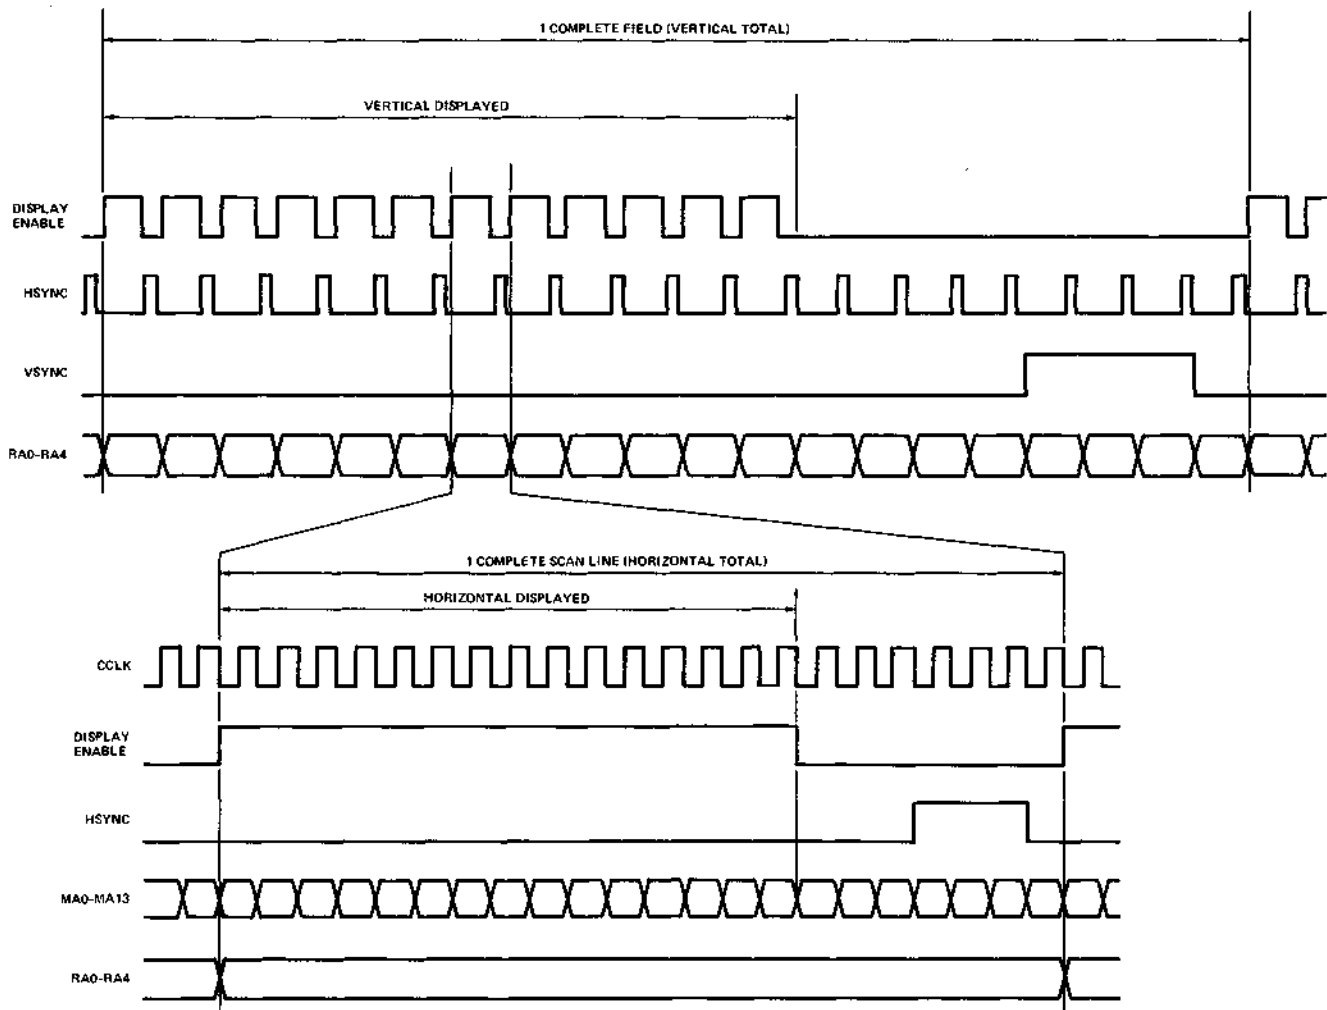 1 COMPLETE FIELD (VERTICAL TOTAL)
VERTICAL DISPLAYED
DISPLAY
ENABLE
HSYNC
VSYNC
RA0-RA4
1 COMPLETE SCAN LINE (HORIZONTAL TOTAL)
HORIZONTAL DISPLAYED
CCLK
DISPLAY
ENABLE
HSYNC
MA0-MA13
RA0-RA4